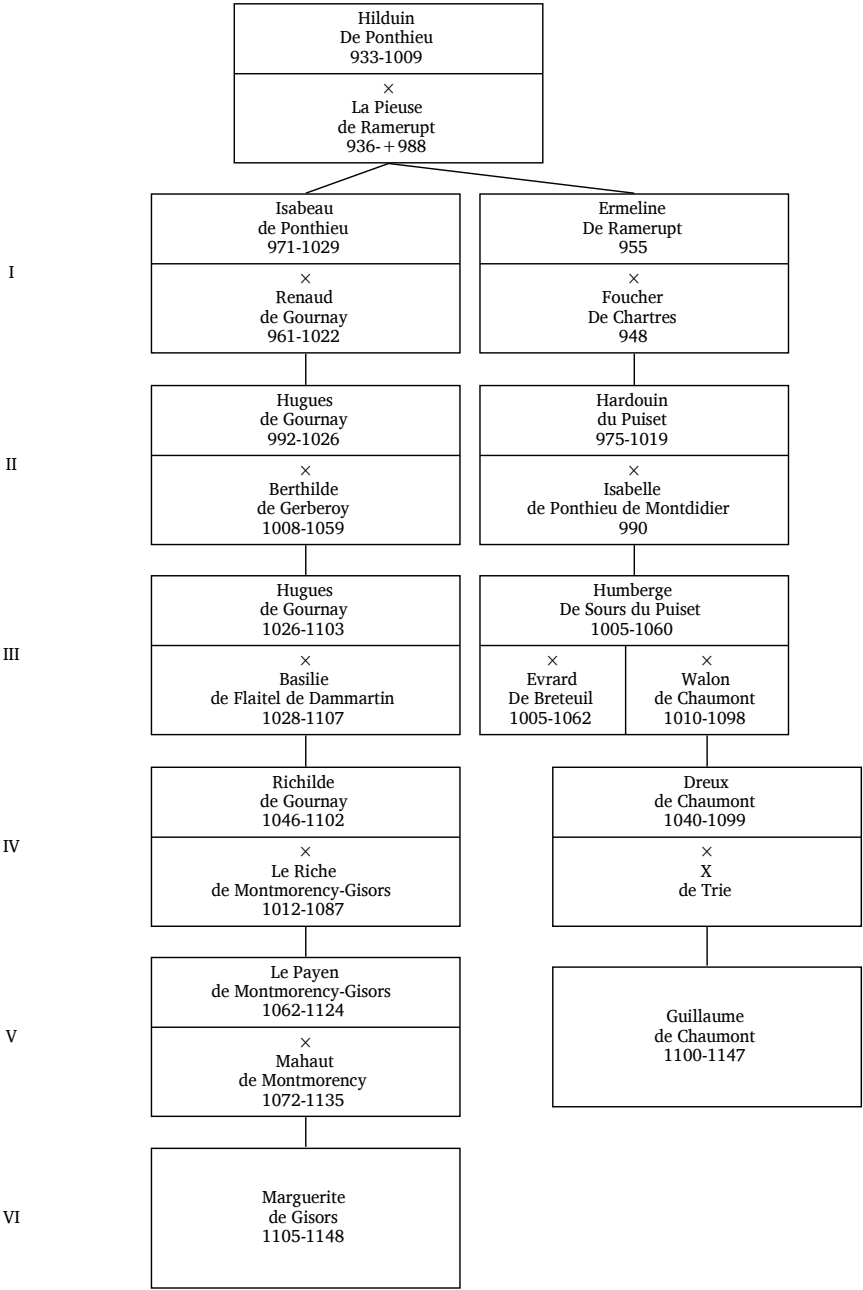 Hilduin
De Ponthieu
933-1009
×
La Pieuse
de Ramerupt
936-+988
I
Isabeau
de Ponthieu
971-1029
×
Renaud
de Gournay
961-1022
Ermeline
De Ramerupt
955
×
Foucher
De Chartres
948
II
Hugues
de Gournay
992-1026
×
Berthilde
de Gerberoy
1008-1059
Hardouin
du Puiset
975-1019
×
Isabelle
de Ponthieu de Montdidier
990
III
Hugues
de Gournay
1026-1103
×
Basilie
de Flaitel de Dammartin
1028-1107
Humberge
De Sours du Puiset
1005-1060
×
Evrard
De Breteuil
1005-1062
×
Walon
de Chaumont
1010-1098
IV
Richilde
de Gournay
1046-1102
×
Le Riche
de Montmorency-Gisors
1012-1087
Dreux
de Chaumont
1040-1099
×
X
de Trie
V
Le Payen
de Montmorency-Gisors
1062-1124
×
Mahaut
de Montmorency
1072-1135
Guillaume
de Chaumont
1100-1147
VI
Marguerite
de Gisors
1105-1148